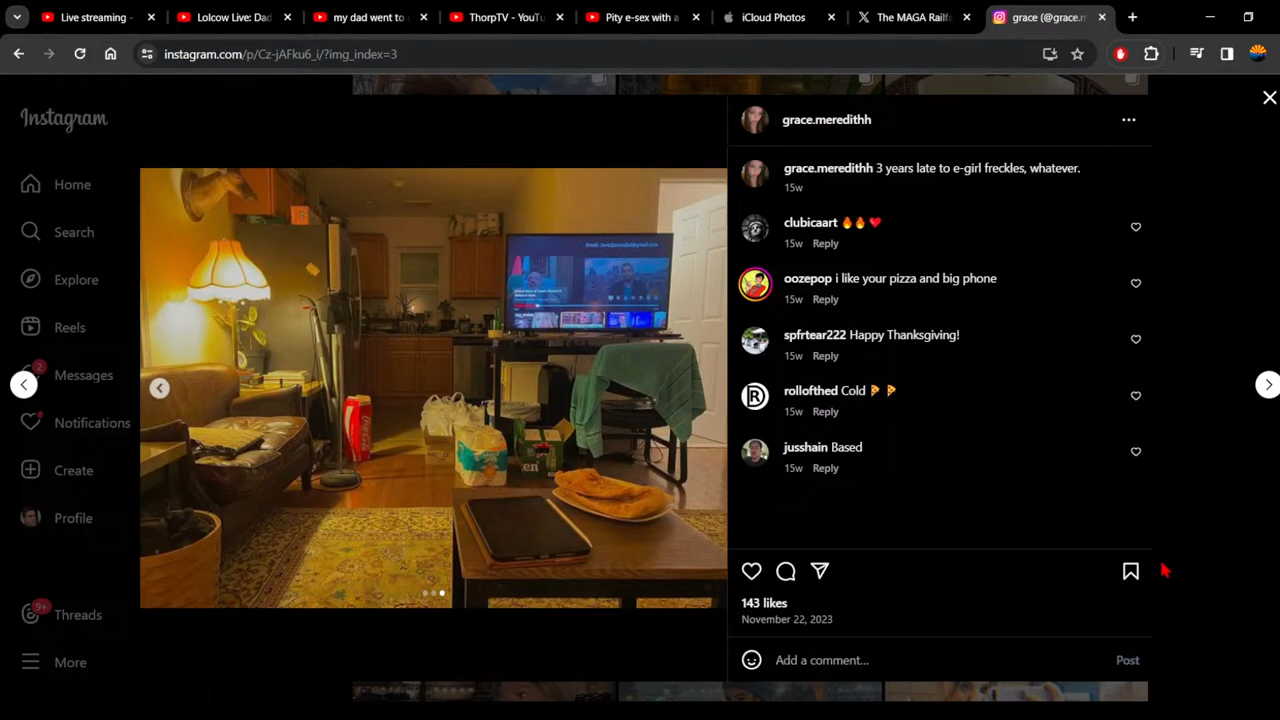 Live streaming -
Lolcow Live: Dad
my dad went to
ThorpTV - YouTu
Pity e-sex with a
iCloud Photos
The MAGA Railfa
grace (@grace.m
instagram.com/p/Cz-jAFku6_i/?img_index=3
Instagram
Home
Search
Explore
Reels
2
Messages
Notifications
Create
Profile
9+
Threads
More
Coca-Cola
grace.meredithh
grace.meredithh 3 years late to e-girl freckles, whatever.
15w
clubicaart 🔥🔥❤️
15w Reply
oozepop i like your pizza and big phone
15w Reply
spfrtear222 Happy Thanksgiving!
15w Reply
rollofthed Cold 🍕 🍕
15w Reply
jusshain Based
15w Reply
143 likes
November 22, 2023
Add a comment...
Post